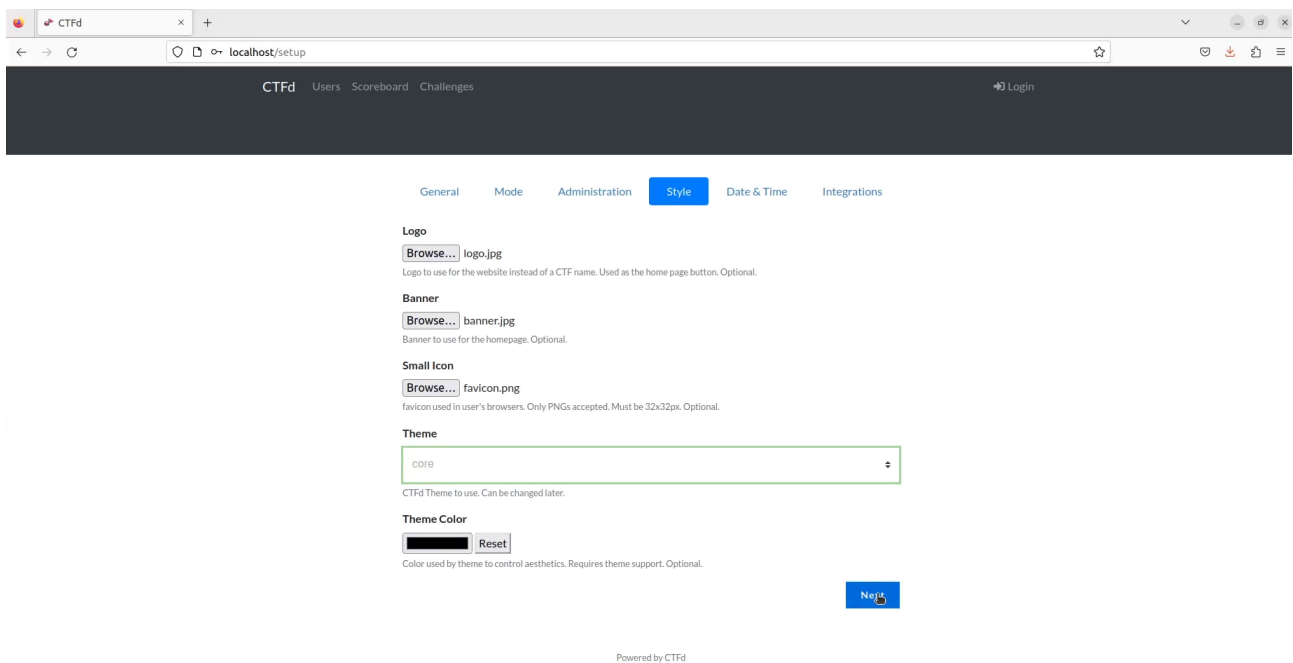 CTFd
localhost/setup
CTFd Users Scoreboard Challenges Login
General Mode Administration Style Date & Time Integrations
Logo
Browse... logo.jpg
Logo to use for the website instead of a CTF name. Used as the home page button. Optional.
Banner
Browse... banner.jpg
Banner to use for the homepage. Optional.
Small Icon
Browse... favicon.png
favicon used in user's browsers. Only PNGs accepted. Must be 32x32px. Optional.
Theme
core
CTFd Theme to use. Can be changed later.
Theme Color
Reset
Color used by theme to control aesthetics. Requires theme support. Optional.
Next
Powered by CTFd